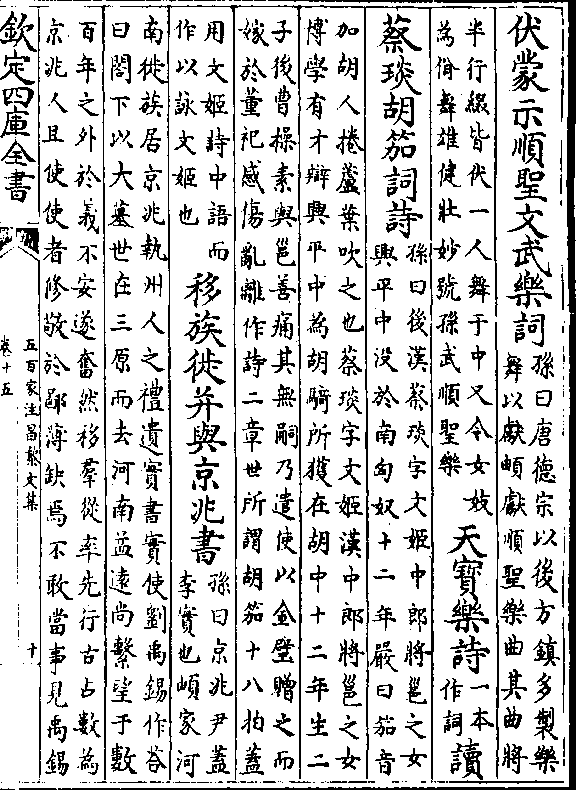 伏蒙示順聖文武樂詞孫曰唐德宗以後方鎮多製樂
舞以獻頔獻順聖樂曲其曲將
半行綴皆伏一人舞于中又令女妓
為佾舞雄健壯妙號孫武順聖樂
天寶樂詩一本
作詞
讀
蔡琰胡笳詞詩孫曰後漢蔡琰字文姬中郎將邕之女
興平中没於南匈奴十二年嚴曰笳音
加胡人捲蘆葉吹之也蔡琰字文姬漢中郎將邕之女
博學有才辯興平中為胡騎所獲在胡中十二年生二
子後曹操素與邕善痛其無嗣乃遣使以金璧贖之而
嫁於董祀感傷亂離作詩二章世所謂胡笳十八拍蓋
用文姬詩中語而
作以詠文姬也
移族徙并與京兆書孫曰京兆尹蓋
李實也頔家河
南徙族居京兆執州人之禮遺實書實使劉禹錫作荅
曰閤下以大墓世在三原而去河南益遠尚繫望于數
百年之外於義不安遂奮然移羣從率先行古占數為
京兆人且使使者修敬於鄙薄缺焉不敢當事見禹錫
欽定四庫全書
五百家注昌黎文集
卷十五
十